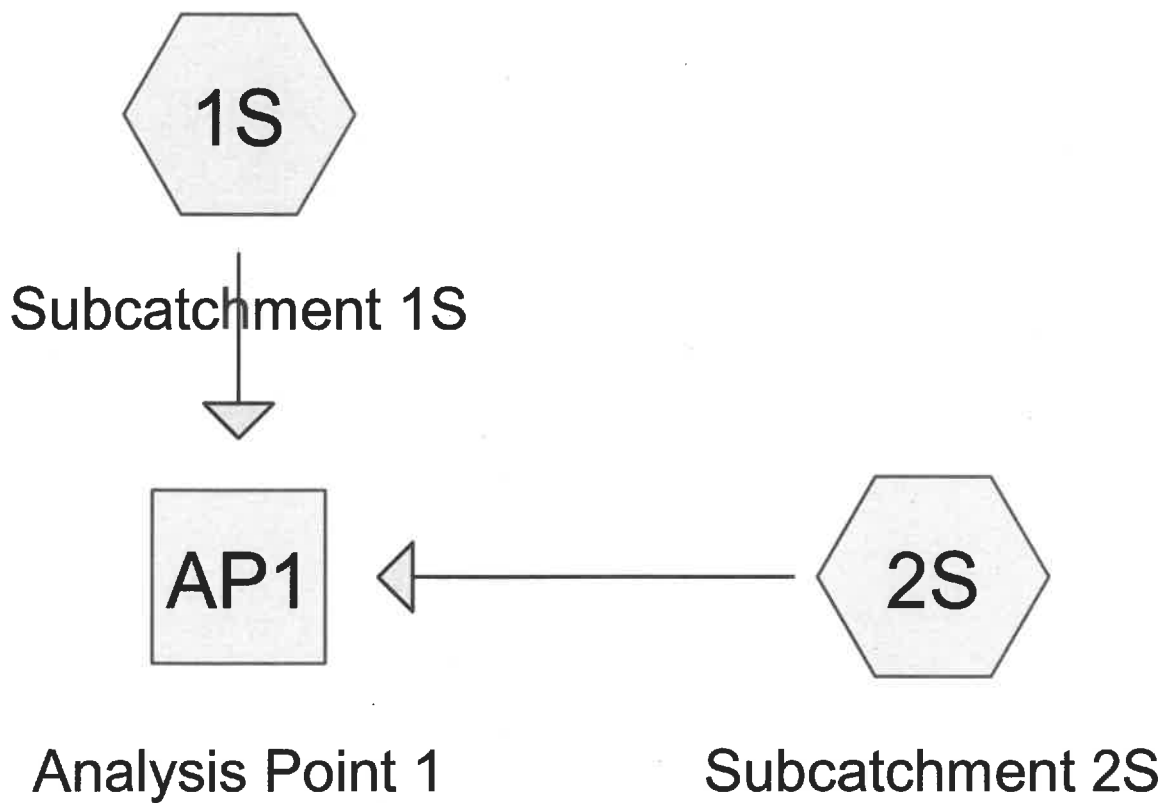 1S
Subcatchment 1S
AP1
2S
Analysis Point 1
Subcatchment 2S